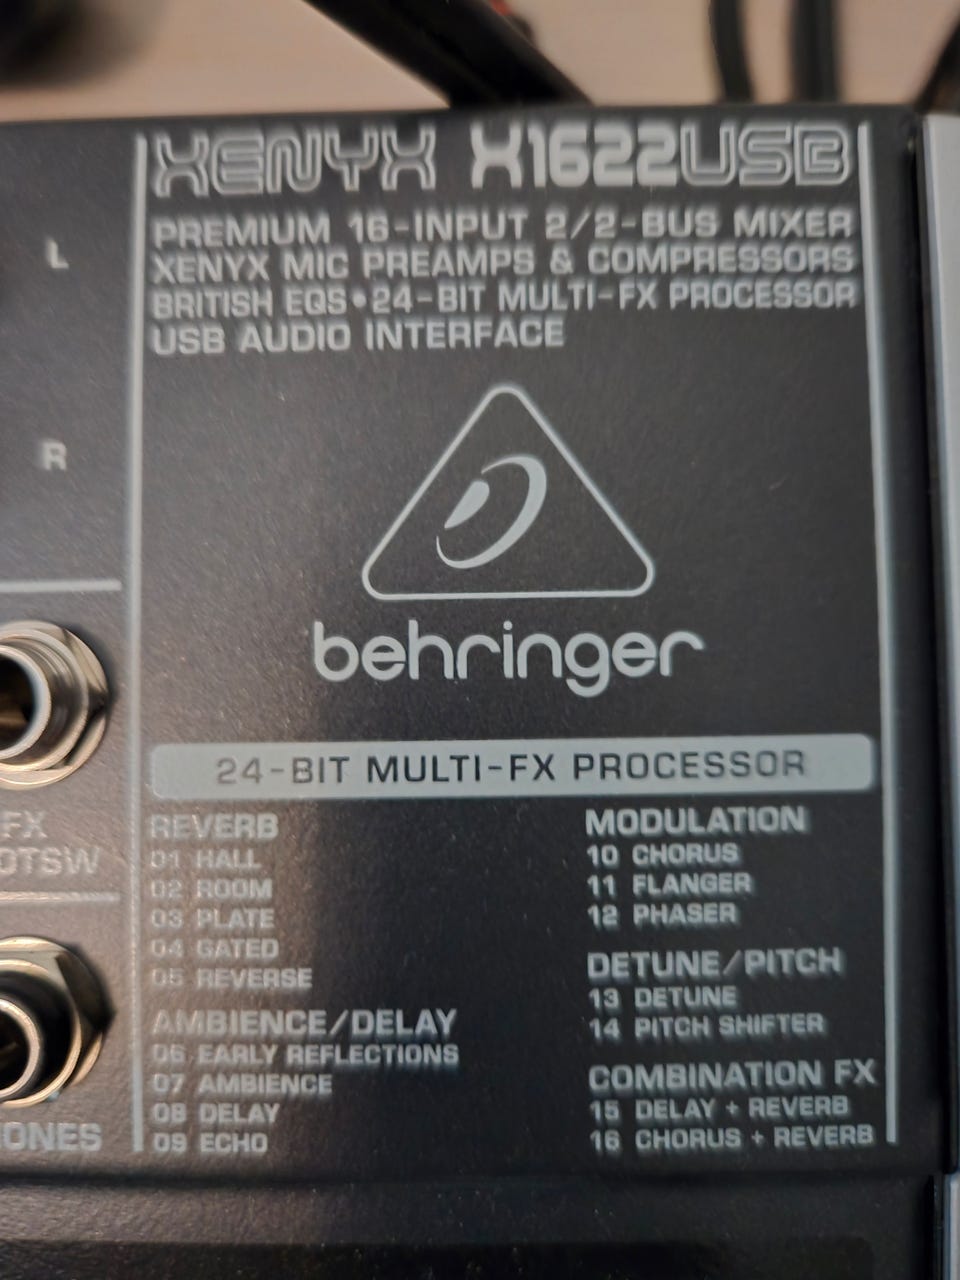 XENYX X1622USB
PREMIUM 16-INPUT 2/2-BUS MIXER
XENYX MIC PREAMPS & COMPRESSORS
BRITISH EQS • 24-BIT MULTI-FX PROCESSOR
USB AUDIO INTERFACE
L
R
behringer
24-BIT MULTI-FX PROCESSOR
REVERB
01 HALL
02 ROOM
03 PLATE
04 GATED
05 REVERSE
AMBIENCE/DELAY
06 EARLY REFLECTIONS
07 AMBIENCE
08 DELAY
09 ECHO
MODULATION
10 CHORUS
11 FLANGER
12 PHASER
DETUNE/PITCH
13 DETUNE
14 PITCH SHIFTER
COMBINATION FX
15 DELAY + REVERB
16 CHORUS + REVERB
FX
OTSW
ONES